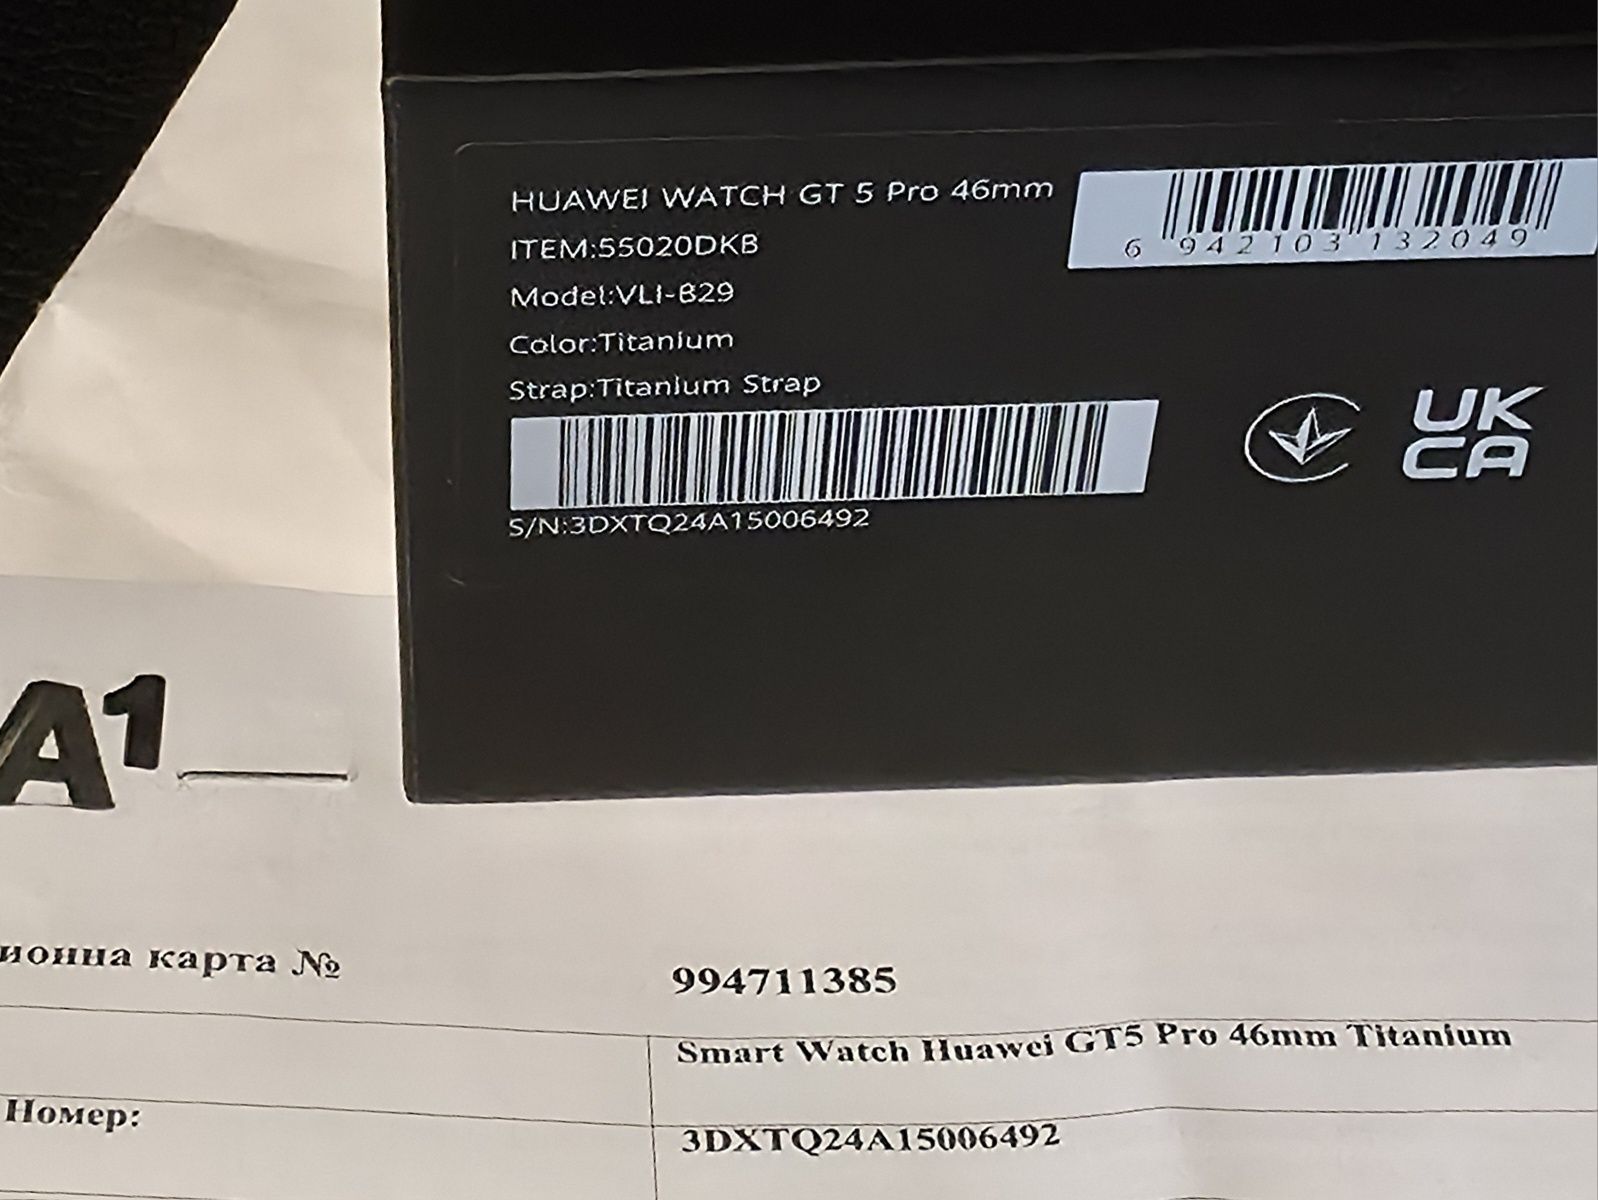 HUAWEI WATCH GT 5 Pro 46mm
ITEM:55020DKB
Model:VLI-B29
Color:Titanium
Strap:Titanium Strap
6 942103 132049
S/N:3DXTQ24A15006492
UK
CA
A1
ионна карта № 994711385
Smart Watch Huawei GT5 Pro 46mm Titanium
Номер: 3DXTQ24A15006492